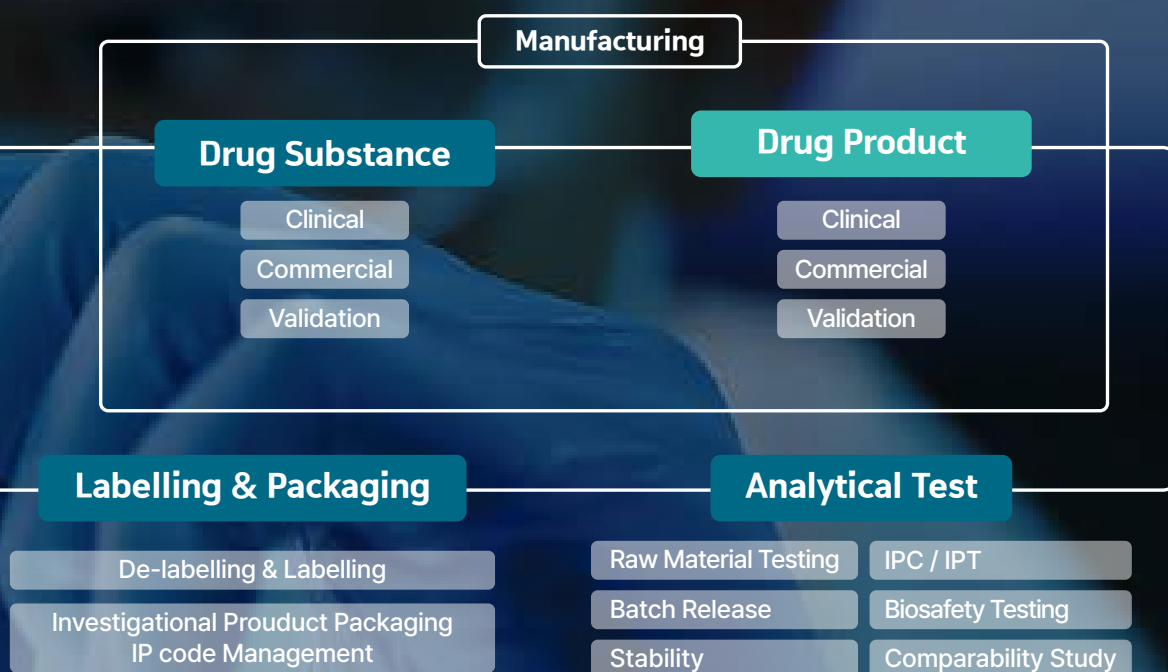 Manufacturing
Drug Substance
Clinical
Commercial
Validation
Drug Product
Clinical
Commercial
Validation
Labelling & Packaging
De-labelling & Labelling
Investigational Prouduct Packaging
IP code Management
Analytical Test
Raw Material Testing
IPC / IPT
Batch Release
Biosafety Testing
Stability
Comparability Study